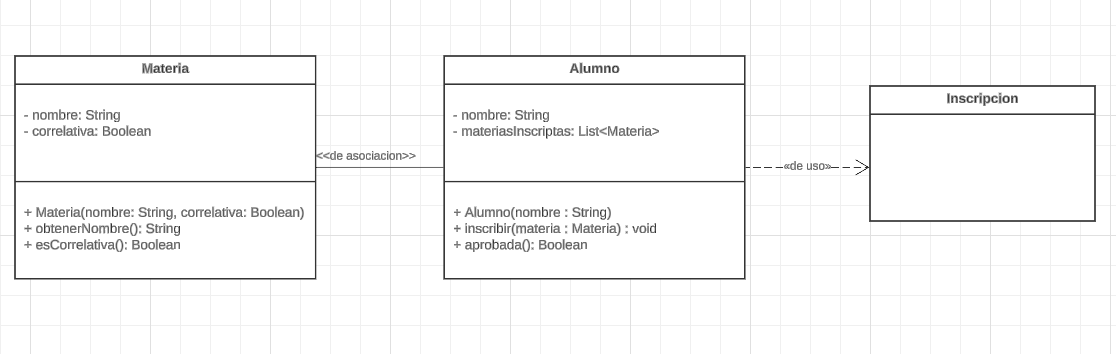 Materia
- nombre: String
- correlativa: Boolean
+ Materia(nombre: String, correlativa: Boolean)
+ obtenerNombre(): String
+ esCorrelativa(): Boolean
<<de asociacion>>
Alumno
- nombre: String
- materiasInscriptas: List<Materia>
+ Alumno(nombre : String)
+ inscribir(materia : Materia) : void
+ aprobada(): Boolean
«de uso»
Inscripcion